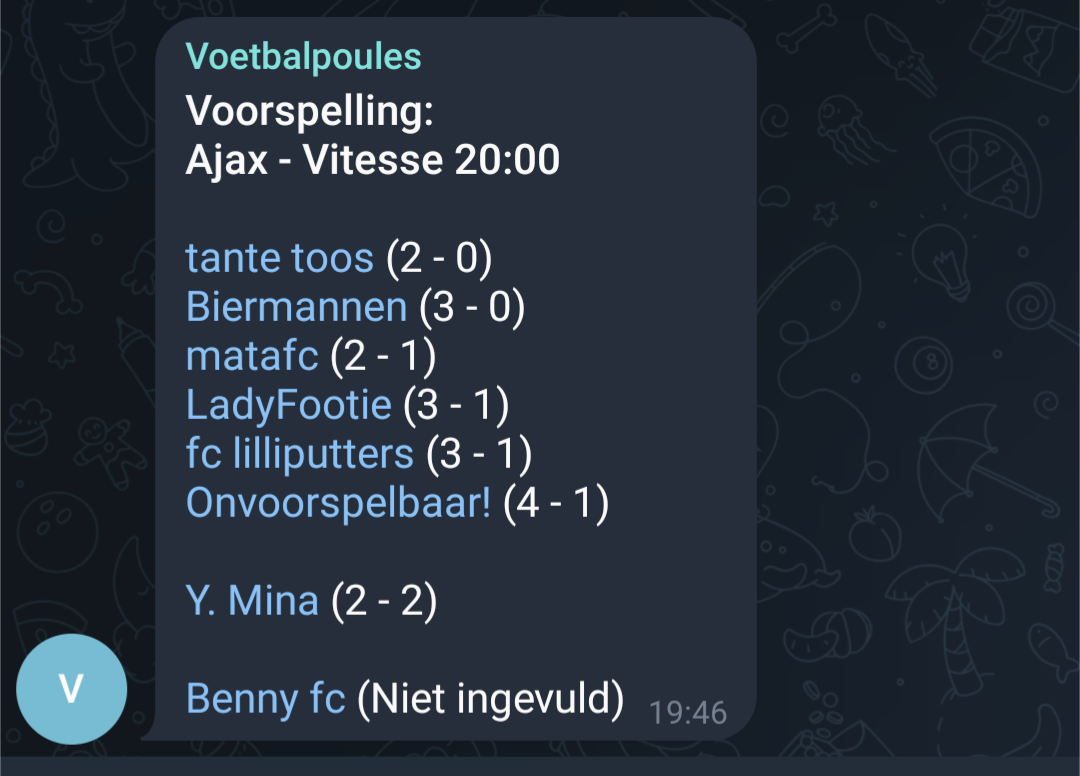 Voetbalpoules
Voorspelling:
Ajax - Vitesse 20:00
tante toos (2 - 0)
Biermannen (3 - 0)
matafc (2 - 1)
LadyFootie (3 - 1)
fc lilliputters (3 - 1)
Onvoorspelbaar! (4 - 1)
Y. Mina (2 - 2)
Benny fc (Niet ingevuld) 19:46
V